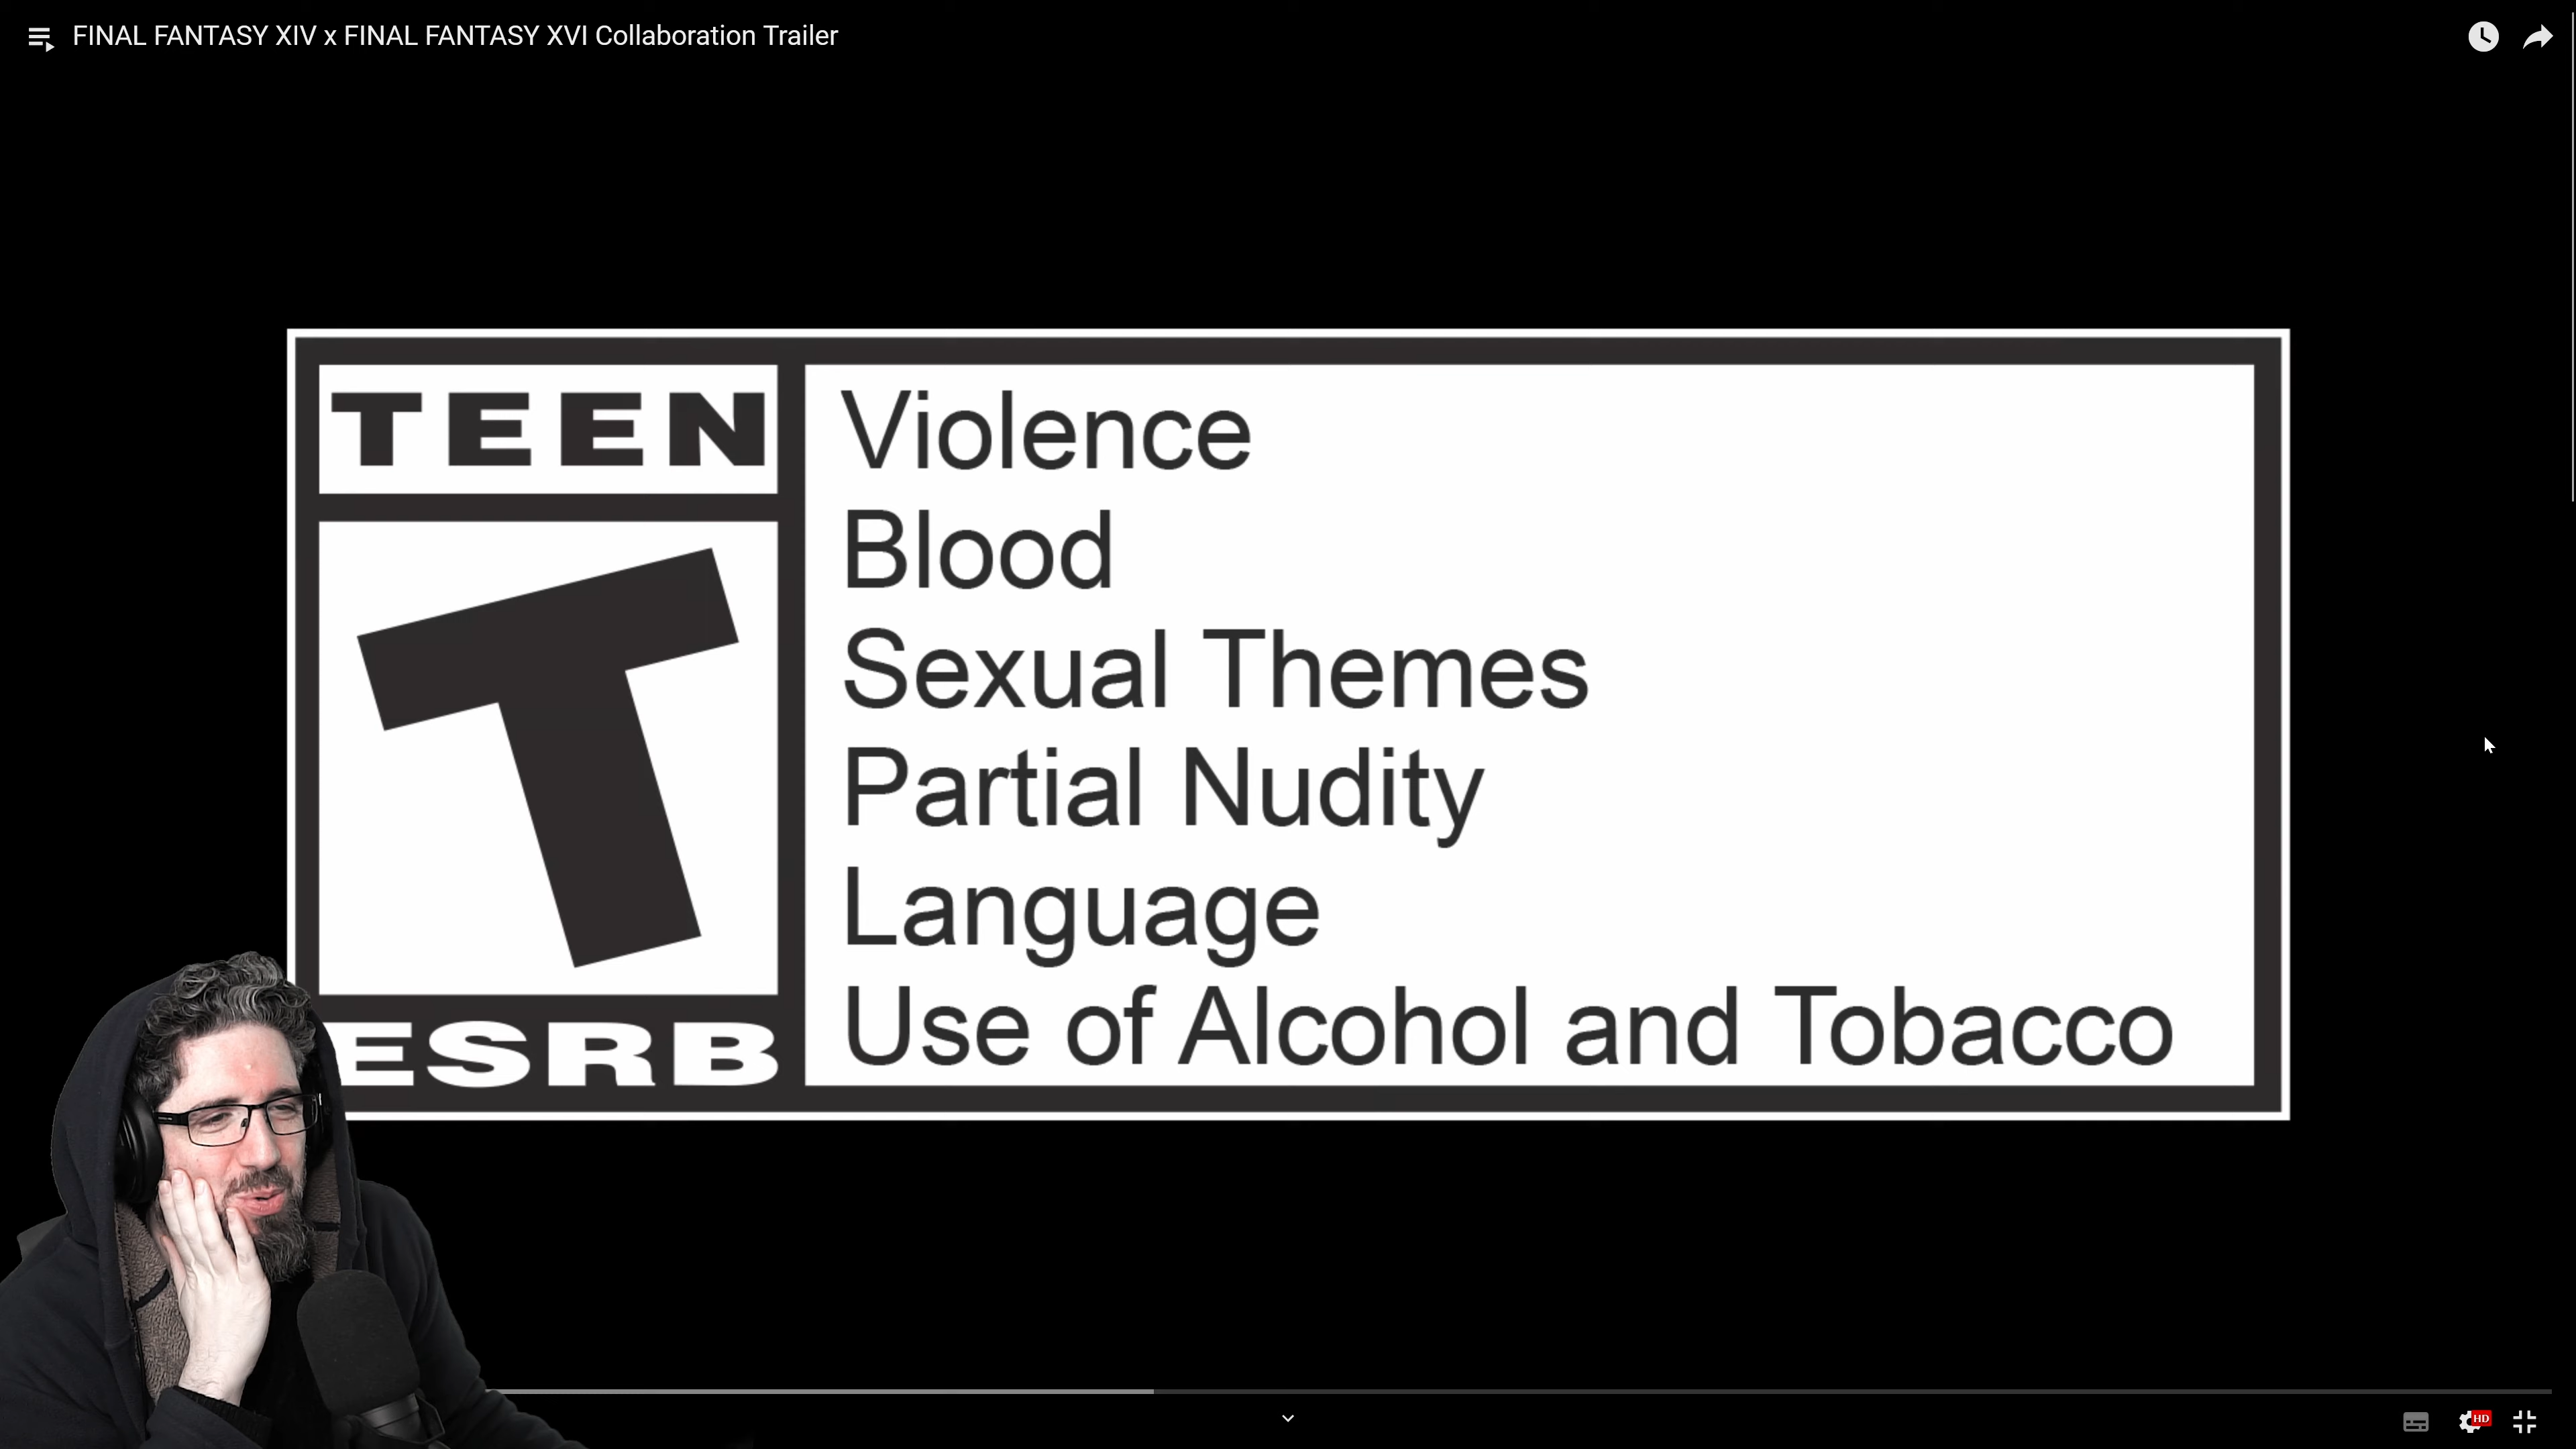 FINAL FANTASY XIV x FINAL FANTASY XVI Collaboration Trailer
TEEN
T
ESRB
Violence
Blood
Sexual Themes
Partial Nudity
Language
Use of Alcohol and Tobacco
HD